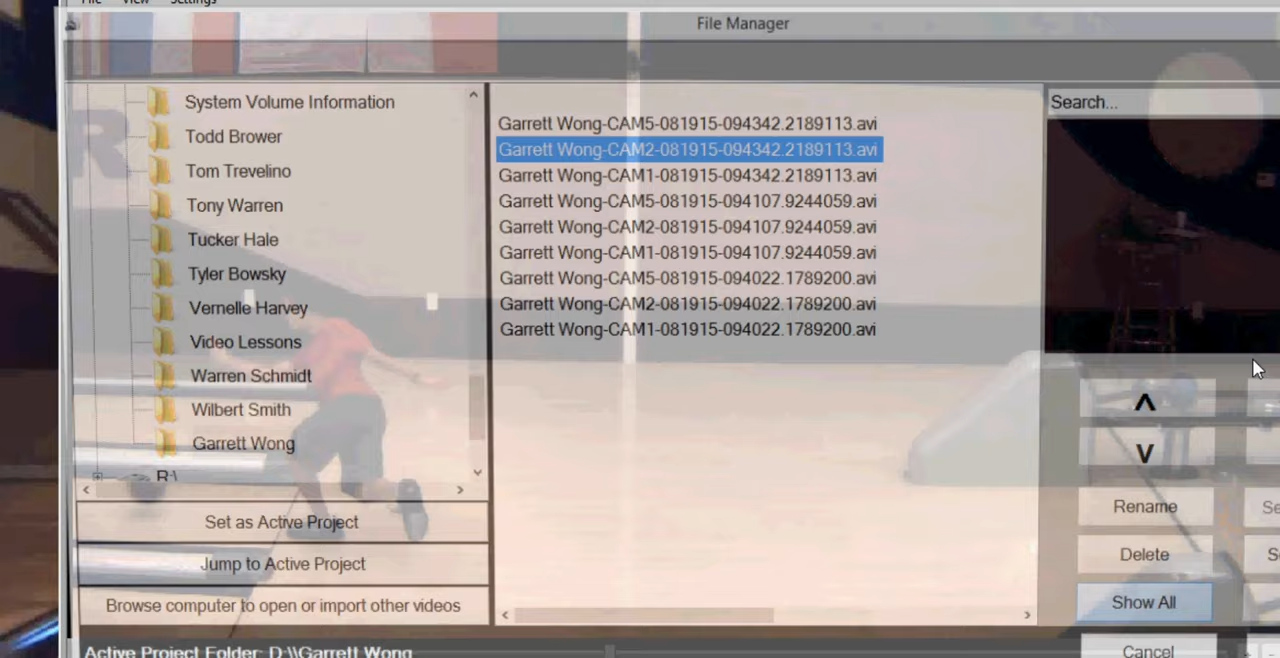 File View Settings
File Manager
System Volume Information
Todd Brower
Tom Trevelino
Tony Warren
Tucker Hale
Tyler Bowsky
Vernelle Harvey
Video Lessons
Warren Schmidt
Wilbert Smith
Garrett Wong
R:\
Set as Active Project
Jump to Active Project
Browse computer to open or import other videos
Active Project Folder: D:\\Garrett Wong
Garrett Wong-CAM5-081915-094342.2189113.avi
Garrett Wong-CAM2-081915-094342.2189113.avi
Garrett Wong-CAM1-081915-094342.2189113.avi
Garrett Wong-CAM5-081915-094107.9244059.avi
Garrett Wong-CAM2-081915-094107.9244059.avi
Garrett Wong-CAM1-081915-094107.9244059.avi
Garrett Wong-CAM5-081915-094022.1789200.avi
Garrett Wong-CAM2-081915-094022.1789200.avi
Garrett Wong-CAM1-081915-094022.1789200.avi
Search...
Rename
Delete
Show All
Cancel